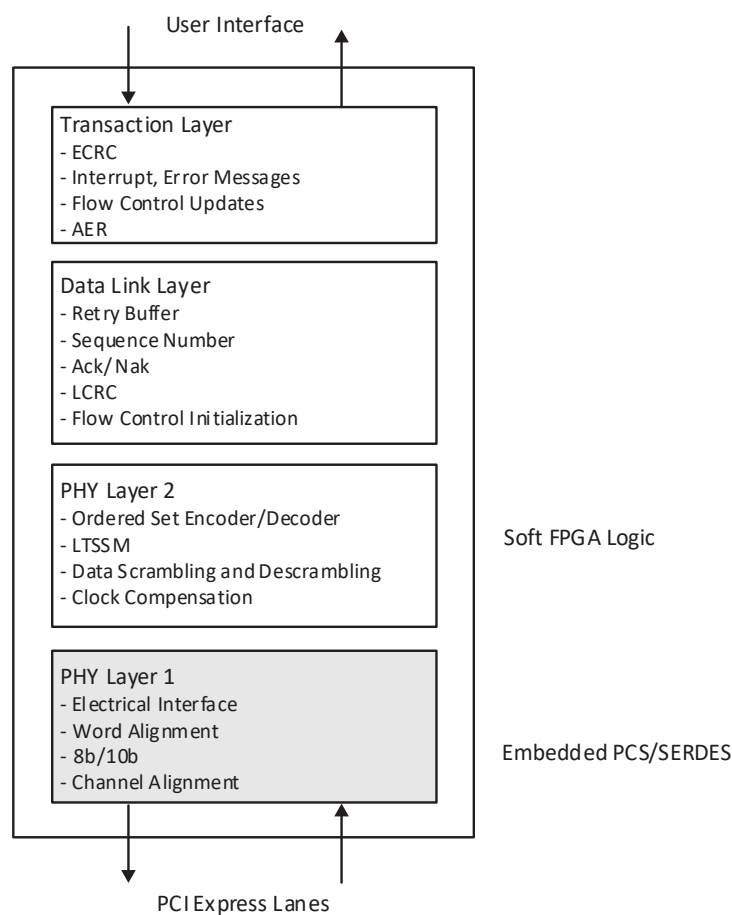 User Interface
Transaction Layer
- ECRC
- Interrupt, Error Messages
- Flow Control Updates
- AER
Data Link Layer
- Retry Buffer
- Sequence Number
- Ack/Nak
- LCRC
- Flow Control Initialization
PHY Layer 2
- Ordered Set Encoder/Decoder
- LTSSM
- Data Scrambling and Descrambling
- Clock Compensation
Soft FPGA Logic
PHY Layer 1
- Electrical Interface
- Word Alignment
- 8b/10b
- Channel Alignment
Embedded PCS/SERDES
PCI Express Lanes